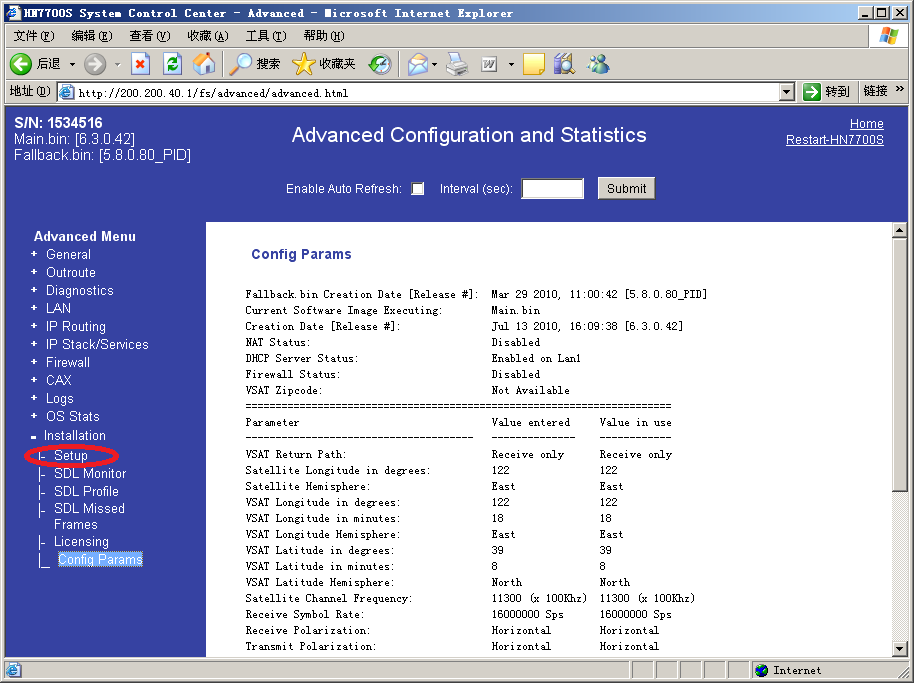 HN7700S System Control Center - Advanced - Microsoft Internet Explorer
文件(F) 编辑(E) 查看(V) 收藏(A) 工具(T) 帮助(H)
后退 搜索 收藏夹
地址(D) http://200.200.40.1/fs/advanced/advanced.html 转到 链接 »
S/N: 1534516
Main.bin: [6.3.0.42]
Fallback.bin: [5.8.0.80_PID]
Advanced Configuration and Statistics
Home
Restart-HN7700S
Enable Auto Refresh: Interval (sec): Submit
Advanced Menu
+ General
+ Outroute
+ Diagnostics
+ LAN
+ IP Routing
+ IP Stack/Services
+ Firewall
+ CAX
+ Logs
+ OS Stats
- Installation
|- Setup
|- SDL Monitor
|- SDL Profile
|- SDL Missed
Frames
|- Licensing
|_ Config Params
Config Params
Fallback.bin Creation Date [Release #]: Mar 29 2010, 11:00:42 [5.8.0.80_PID]
Current Software Image Executing: Main.bin
Creation Date [Release #]: Jul 13 2010, 16:09:38 [6.3.0.42]
NAT Status: Disabled
DHCP Server Status: Enabled on Lan1
Firewall Status: Disabled
VSAT Zipcode: Not Available
=======================================================================
Parameter Value entered Value in use
-------------------------------------- -------------- ------------
VSAT Return Path: Receive only Receive only
Satellite Longitude in degrees: 122 122
Satellite Hemisphere: East East
VSAT Longitude in degrees: 122 122
VSAT Longitude in minutes: 18 18
VSAT Longitude Hemisphere: East East
VSAT Latitude in degrees: 39 39
VSAT Latitude in minutes: 8 8
VSAT Latitude Hemisphere: North North
Satellite Channel Frequency: 11300 (x 100Khz) 11300 (x 100Khz)
Receive Symbol Rate: 16000000 Sps 16000000 Sps
Receive Polarization: Horizontal Horizontal
Transmit Polarization: Horizontal Horizontal
Internet